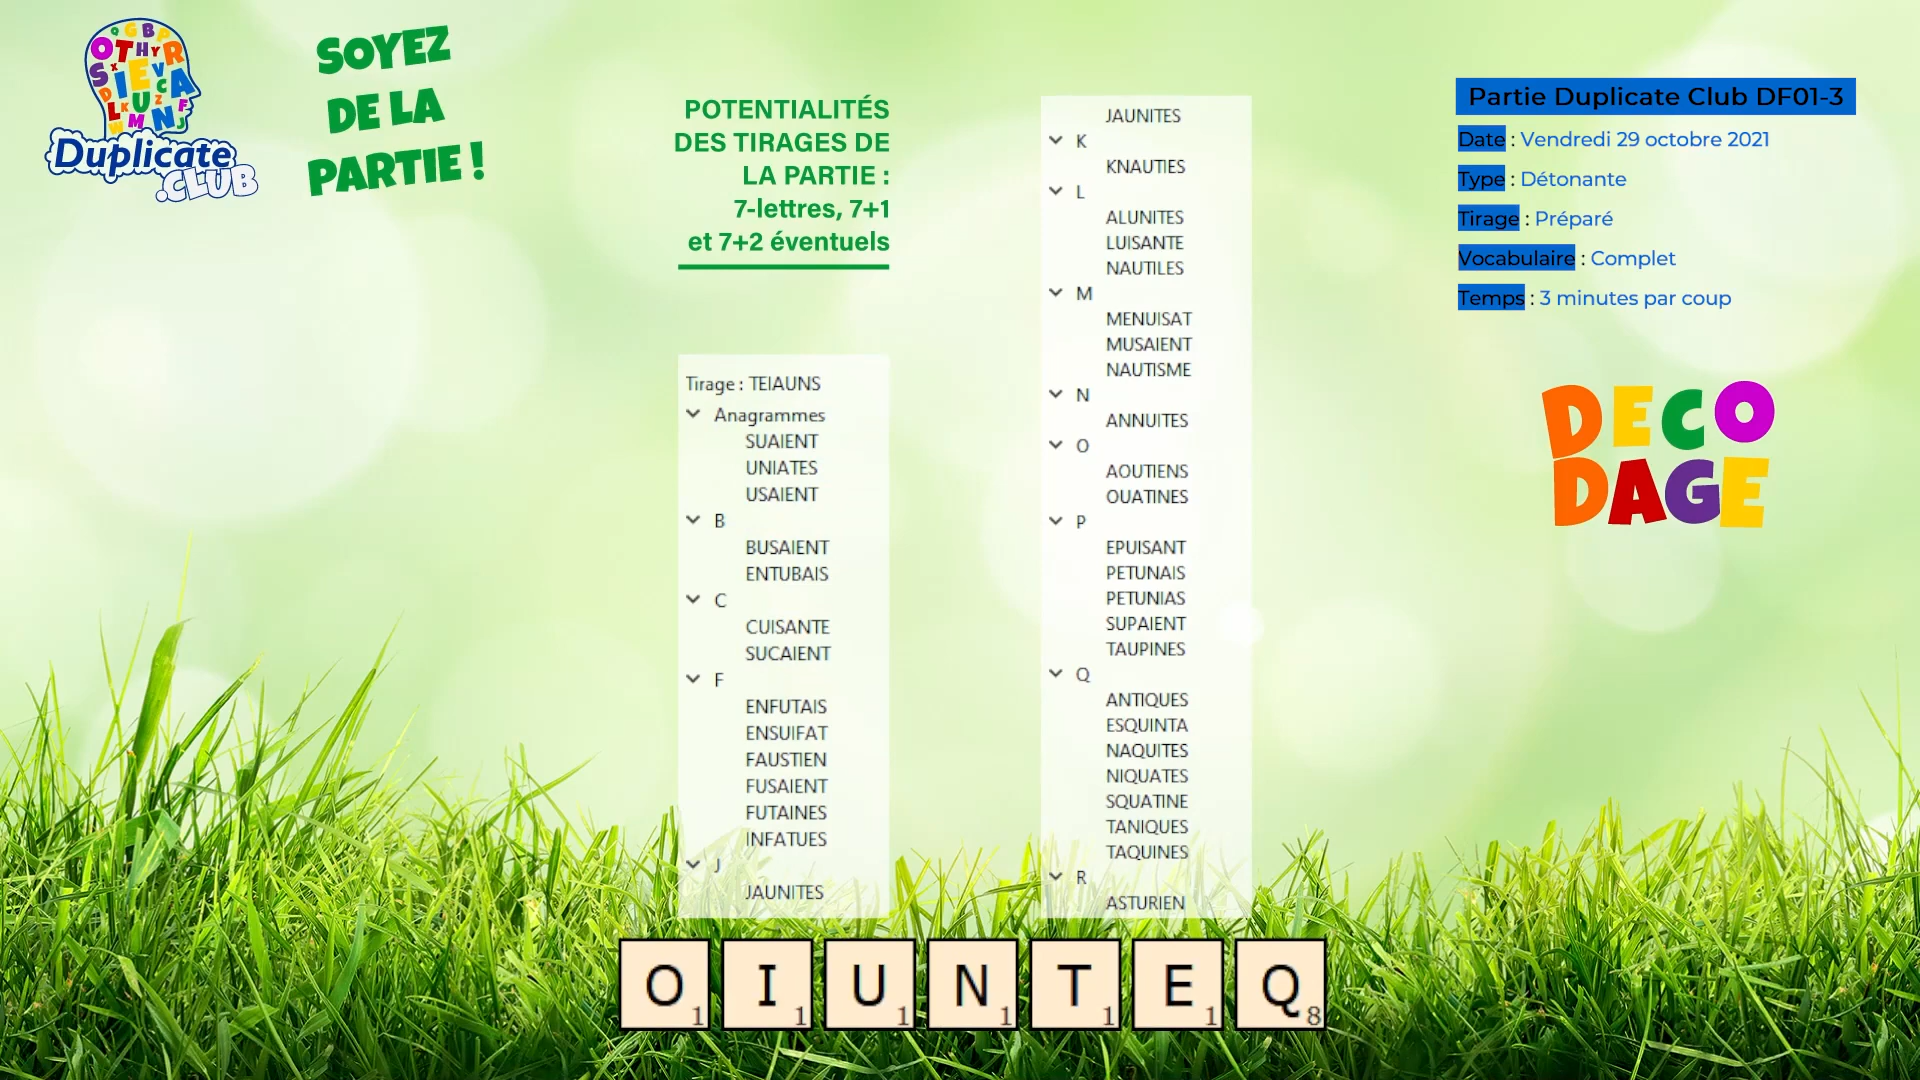 Duplicate
.CLUB
SOYEZ
DE LA
PARTIE !
POTENTIALITÉS
DES TIRAGES DE
LA PARTIE :
7-lettres, 7+1
et 7+2 éventuels
Tirage : TEIAUNS
Anagrammes
SUAIENT
UNIATES
USAIENT
B
BUSAIENT
ENTUBAIS
C
CUISANTE
SUCAIENT
F
ENFUTAIS
ENSUIFAT
FAUSTIEN
FUSAIENT
FUTAINES
INFATUES
J
JAUNITES
JAUNITES
K
KNAUTIES
L
ALUNITES
LUISANTE
NAUTILES
M
MENUISAT
MUSAIENT
NAUTISME
N
ANNUITES
O
AOUTIENS
OUATINES
P
EPUISANT
PETUNAIS
PETUNIAS
SUPAIENT
TAUPINES
Q
ANTIQUES
ESQUINTA
NAQUITES
NIQUATES
SQUATINE
TANIQUES
TAQUINES
R
ASTURIEN
Partie Duplicate Club DF01-3
Date : Vendredi 29 octobre 2021
Type : Détonante
Tirage : Préparé
Vocabulaire : Complet
Temps : 3 minutes par coup
DECO
DAGE
O1 I1 U1 N1 T1 E1 Q8